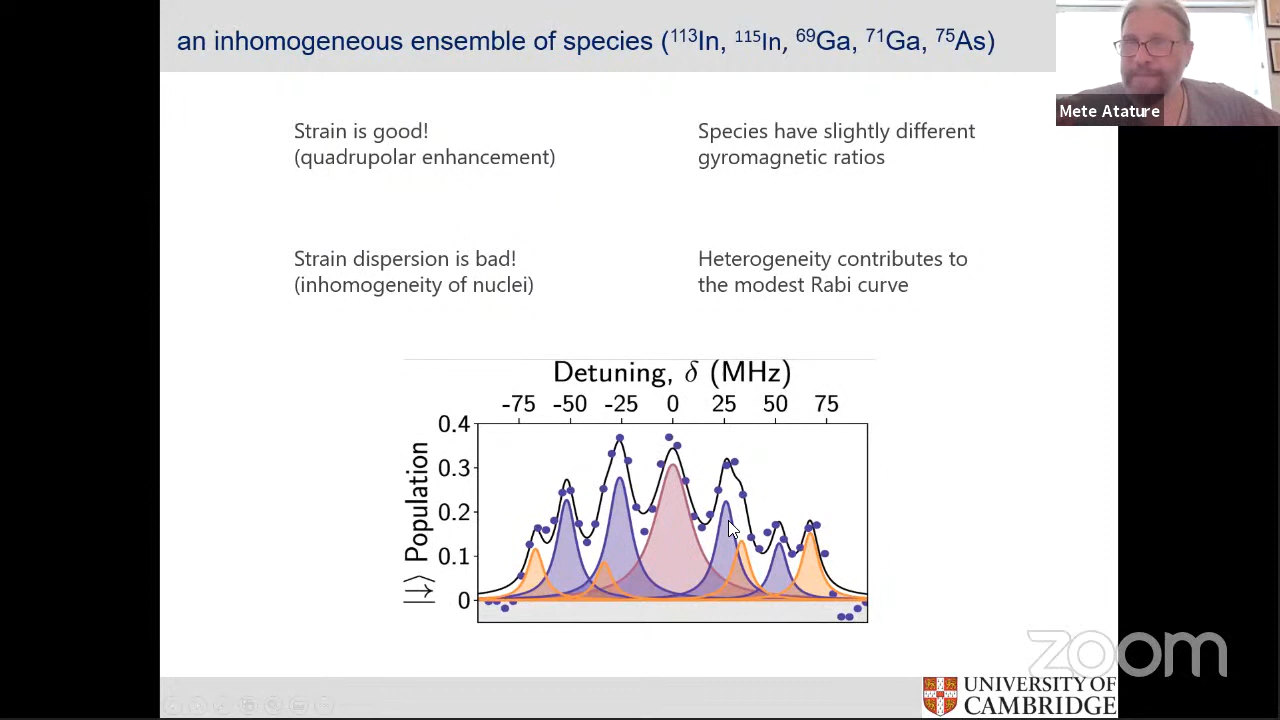 an inhomogeneous ensemble of species (¹¹³In, ¹¹⁵In, ⁶⁹Ga, ⁷¹Ga, ⁷⁵As)
Mete Atature
Strain is good!
(quadrupolar enhancement)
Species have slightly different
gyromagnetic ratios
Strain dispersion is bad!
(inhomogeneity of nuclei)
Heterogeneity contributes to
the modest Rabi curve
Detuning, δ (MHz)
-75 -50 -25 0 25 50 75
0.4
0.3
0.2
0.1
0
|↓⟩ Population
zoom
UNIVERSITY OF
CAMBRIDGE